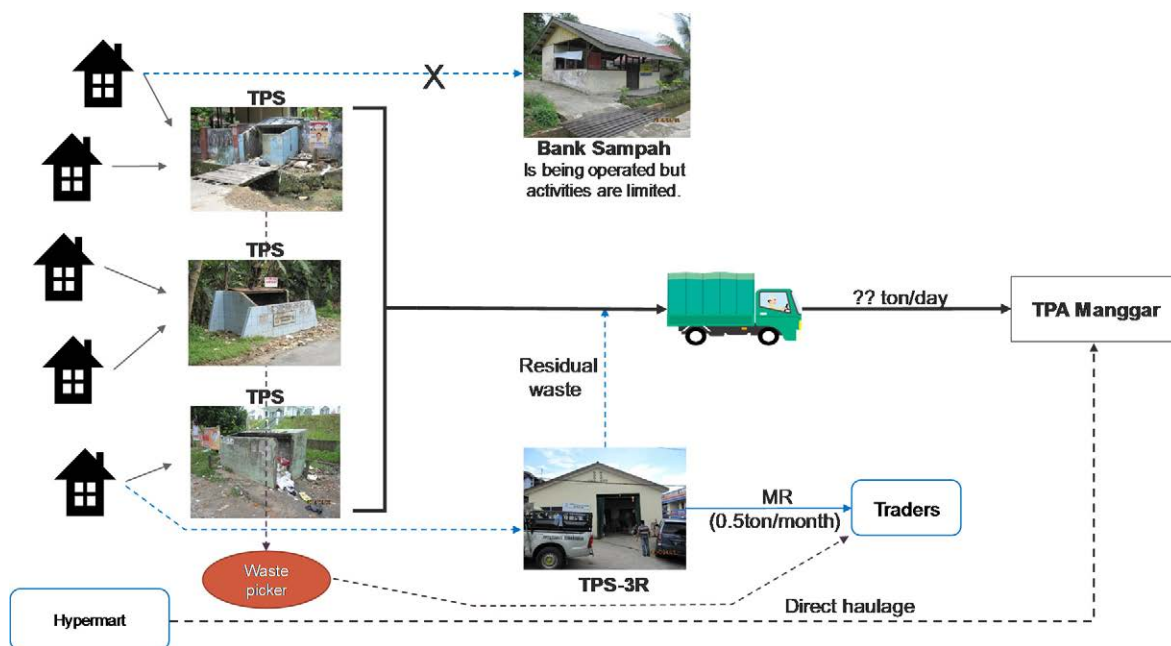 TPS
Bank Sampah
Is being operated but
activities are limited.
X
TPS
?? ton/day
TPA Manggar
Residual
waste
TPS
MR
(0.5ton/month)
Traders
TPS-3R
Waste
picker
Hypermart
Direct haulage